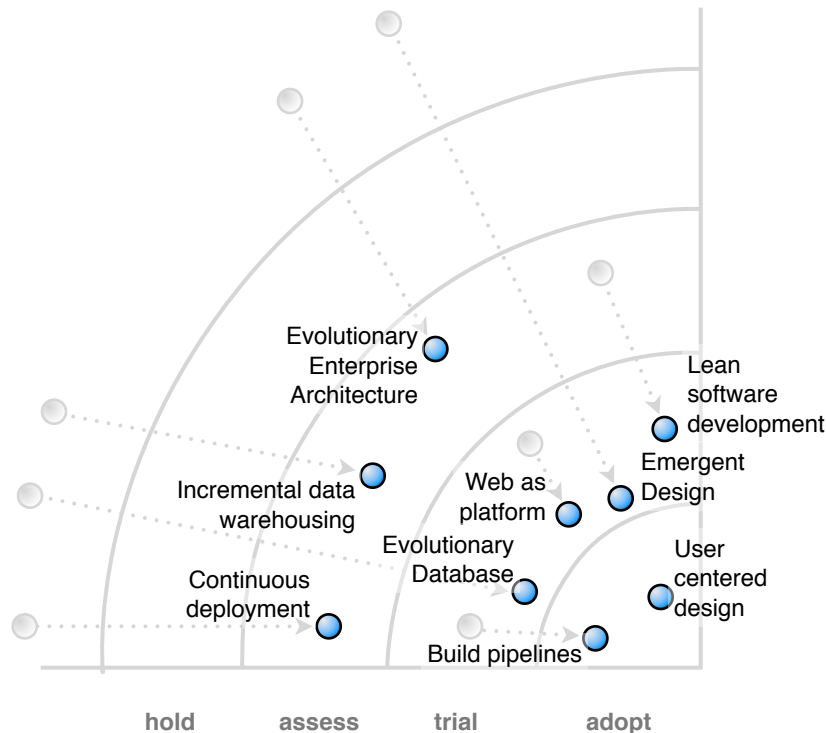 Evolutionary
Enterprise
Architecture
Lean
software
development
Emergent
Design
Web as
platform
Incremental data
warehousing
Evolutionary
Database
User
centered
design
Continuous
deployment
Build pipelines
hold
assess
trial
adopt